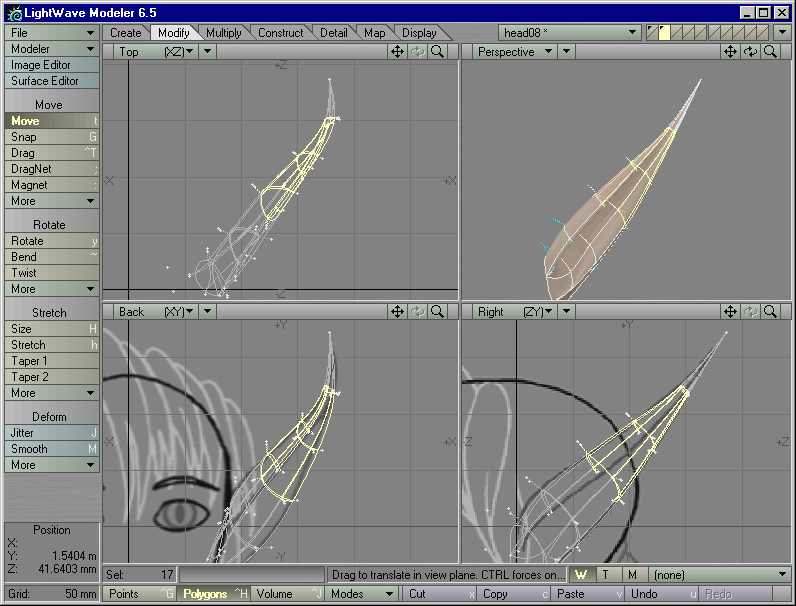 LightWave Modeler 6.5
File
Create Modify Multiply Construct Detail Map Display
head08 *
Modeler
Image Editor
Surface Editor
Top (XZ)
Perspective
+Z
-X
+X
-Z
Move
Move t
Snap G
Drag ^T
DragNet ;
Magnet :
More
Rotate
Rotate y
Bend ~
Twist
More
Stretch
Size H
Stretch h
Taper 1
Taper 2
More
Deform
Jitter J
Smooth M
More
Back (XY)
Right (ZY)
+Y
+Y
-X
+X
-Z
+Z
-Y
-Y
Position
X:
Y: 1.5404 m
Z: 41.6403 mm
Grid: 50 mm
Sel: 17
Drag to translate in view plane. CTRL forces on...
W T M (none)
Points ^G
Polygons ^H
Volume ^J
Modes
Cut x
Copy c
Paste v
Undo u
Redo